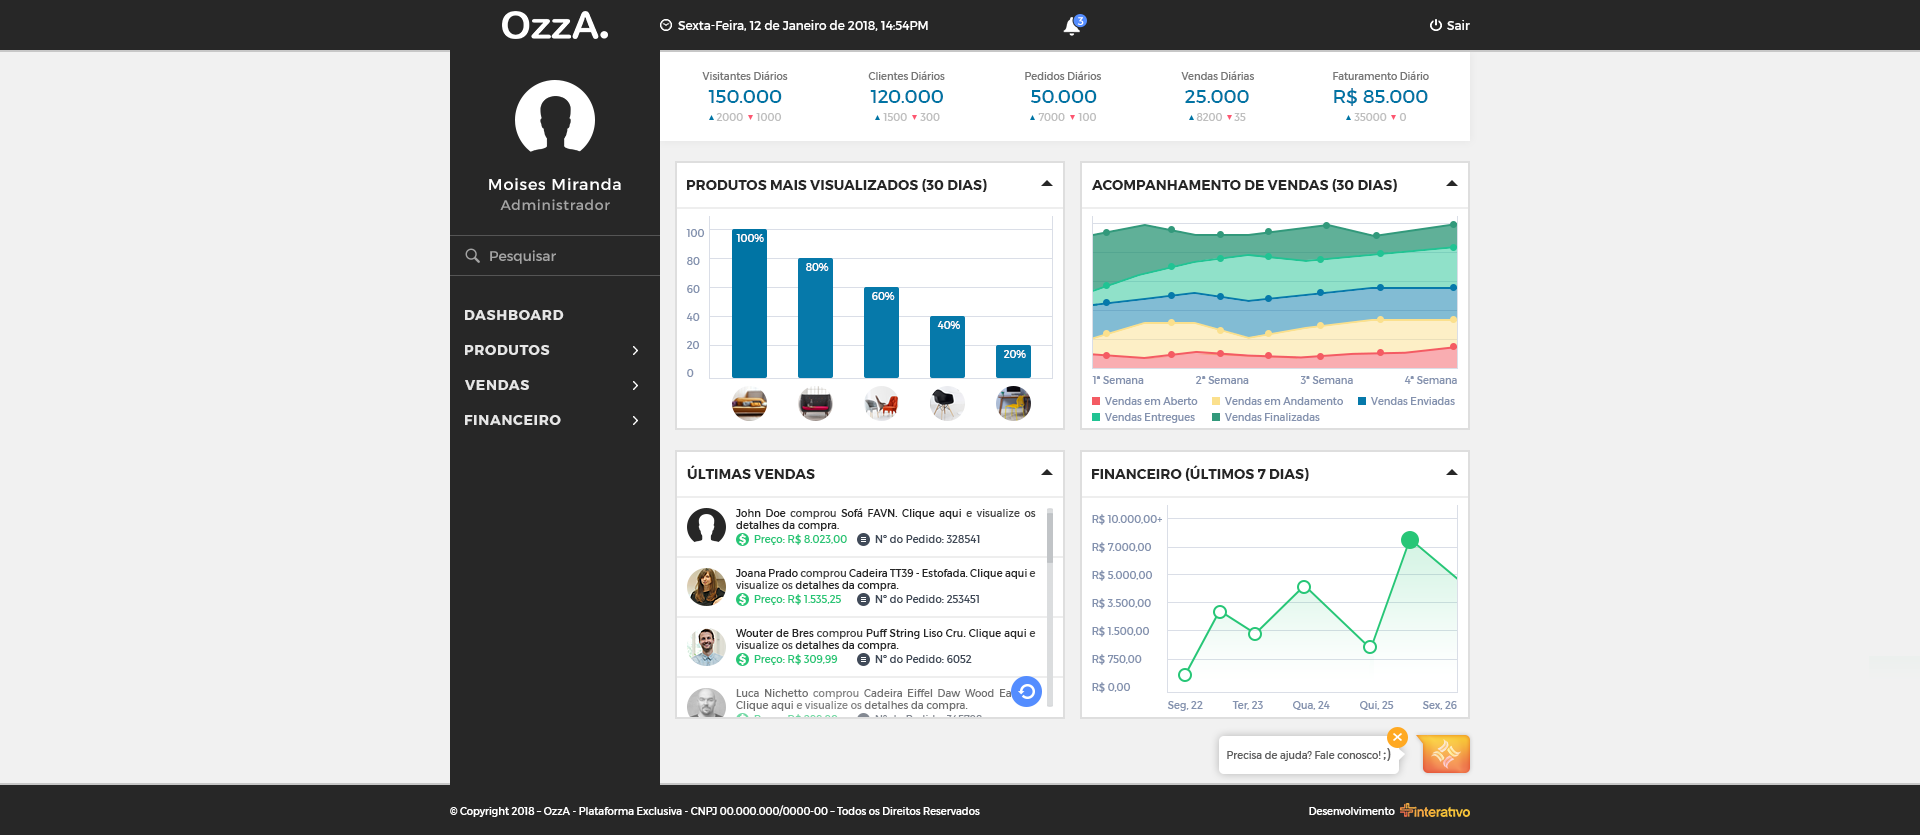 OzzA.
Sexta-Feira, 12 de Janeiro de 2018, 14:54PM
3
Sair
Moises Miranda
Administrador
Pesquisar
DASHBOARD
PRODUTOS
VENDAS
FINANCEIRO
Visitantes Diários
150.000
2000 1000
Clientes Diários
120.000
1500 300
Pedidos Diários
50.000
7000 100
Vendas Diárias
25.000
8200 35
Faturamento Diário
R$ 85.000
35000 0
PRODUTOS MAIS VISUALIZADOS (30 DIAS)
100
80
60
40
20
0
100%
80%
60%
40%
20%
ACOMPANHAMENTO DE VENDAS (30 DIAS)
1ª Semana
2ª Semana
3ª Semana
4ª Semana
Vendas em Aberto
Vendas em Andamento
Vendas Enviadas
Vendas Entregues
Vendas Finalizadas
ÚLTIMAS VENDAS
John Doe comprou Sofá FAVN. Clique aqui e visualize os
detalhes da compra.
Preço: R$ 8.023,00 Nº do Pedido: 328541
Joana Prado comprou Cadeira TT39 - Estofada. Clique aqui e
visualize os detalhes da compra.
Preço: R$ 1.535,25 Nº do Pedido: 253451
Wouter de Bres comprou Puff String Liso Cru. Clique aqui e
visualize os detalhes da compra.
Preço: R$ 309,99 Nº do Pedido: 6052
Luca Nichetto comprou Cadeira Eiffel Daw Wood
Clique aqui e visualize os detalhes da compra.
FINANCEIRO (ÚLTIMOS 7 DIAS)
R$ 10.000,00+
R$ 7.000,00
R$ 5.000,00
R$ 3.500,00
R$ 1.500,00
R$ 750,00
R$ 0,00
Seg, 22
Ter, 23
Qua, 24
Qui, 25
Sex, 26
Precisa de ajuda? Fale conosco! ;)
© Copyright 2018 – OzzA - Plataforma Exclusiva - CNPJ 00.000.000/0000-00 – Todos os Direitos Reservados
Desenvolvimento interativo